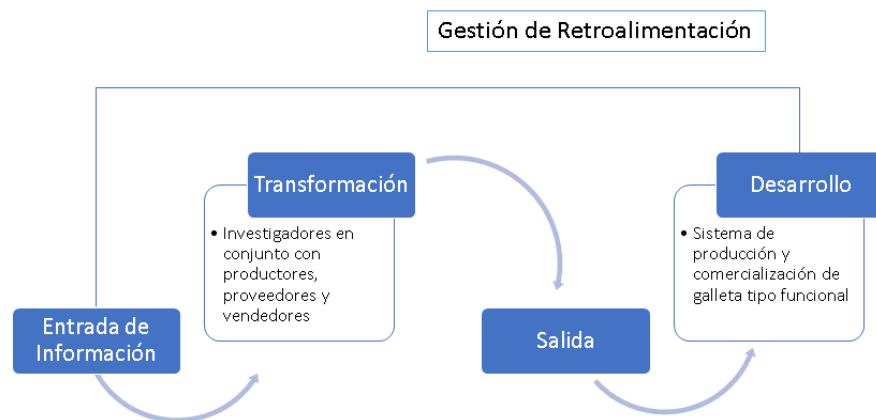 Gestión de Retroalimentación
Transformación
• Investigadores en
conjunto con
productores,
proveedores y
vendedores
Entrada de
Información
Salida
Desarrollo
• Sistema de
producción y
comercialización de
galleta tipo funcional